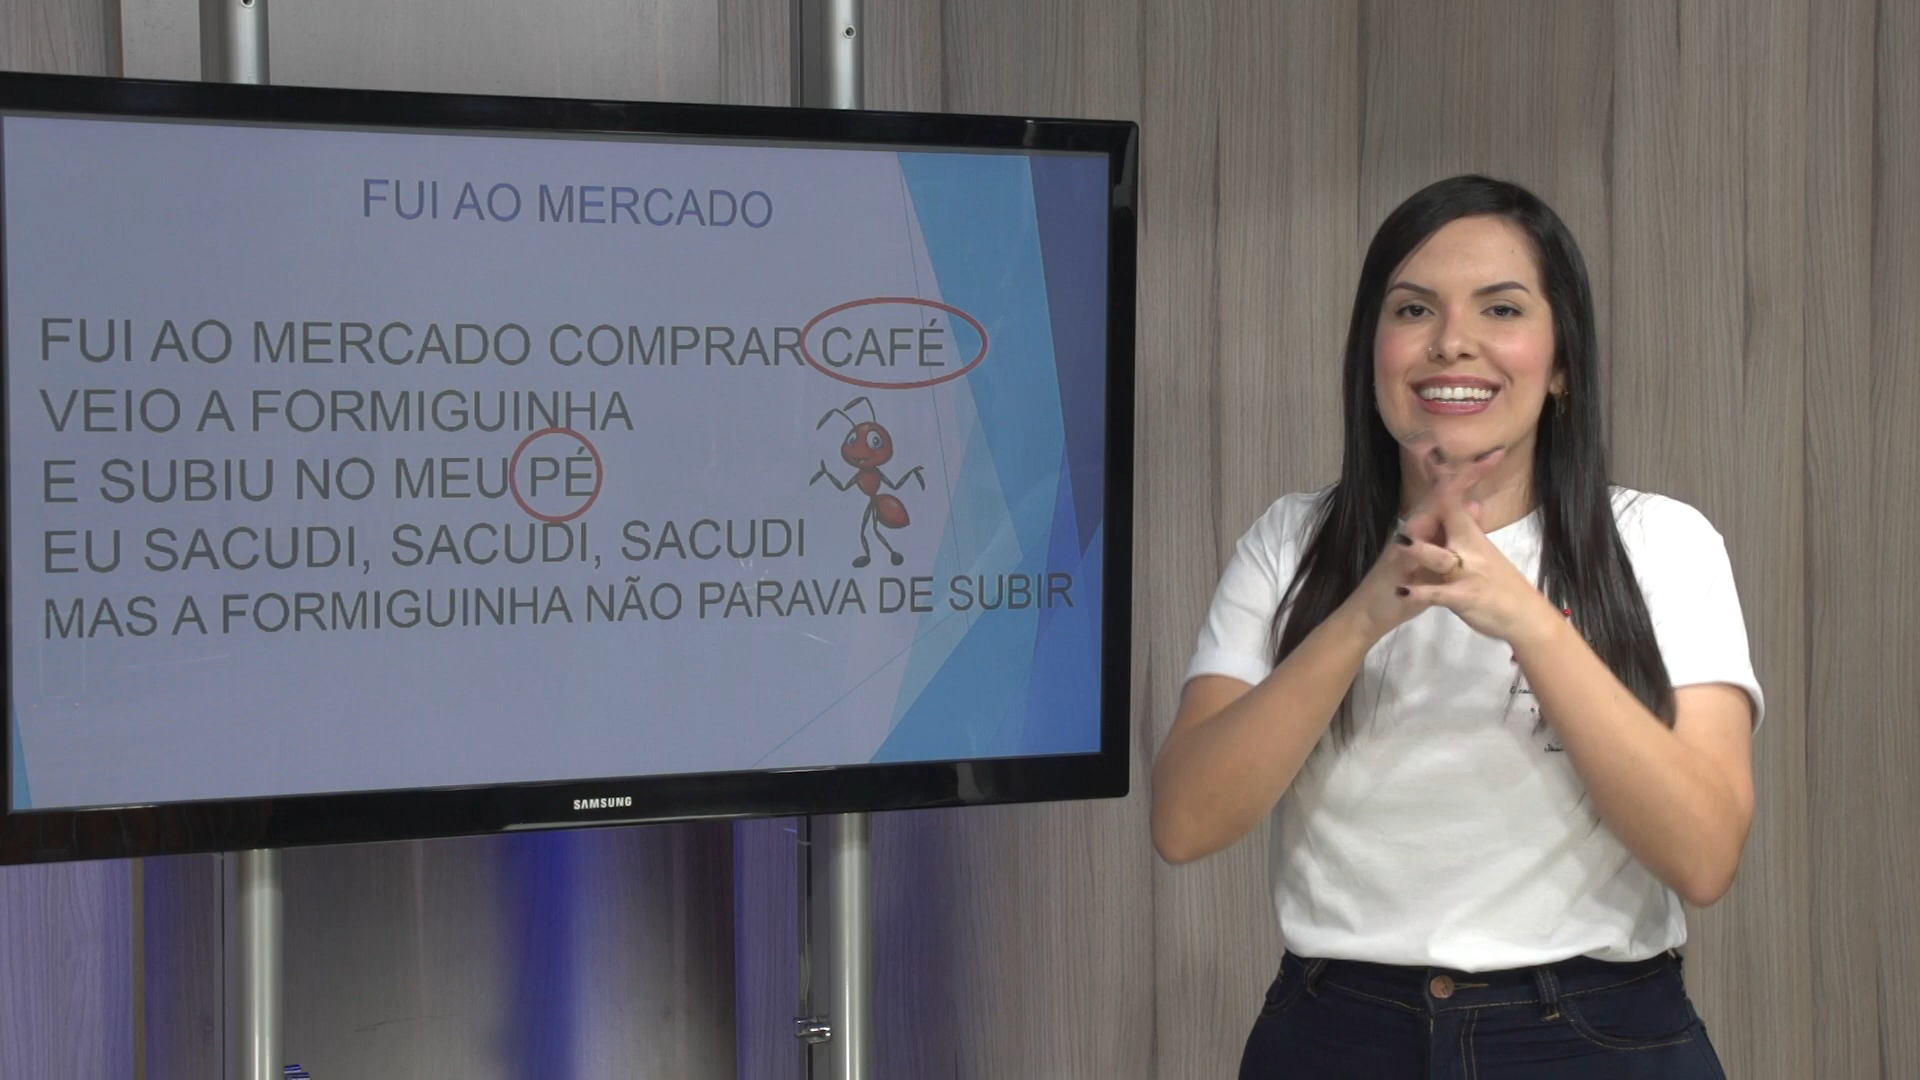 FUI AO MERCADO
FUI AO MERCADO COMPRAR CAFÉ
VEIO A FORMIGUINHA
E SUBIU NO MEU PÉ
EU SACUDI, SACUDI, SACUDI
MAS A FORMIGUINHA NÃO PARAVA DE SUBIR
SAMSUNG